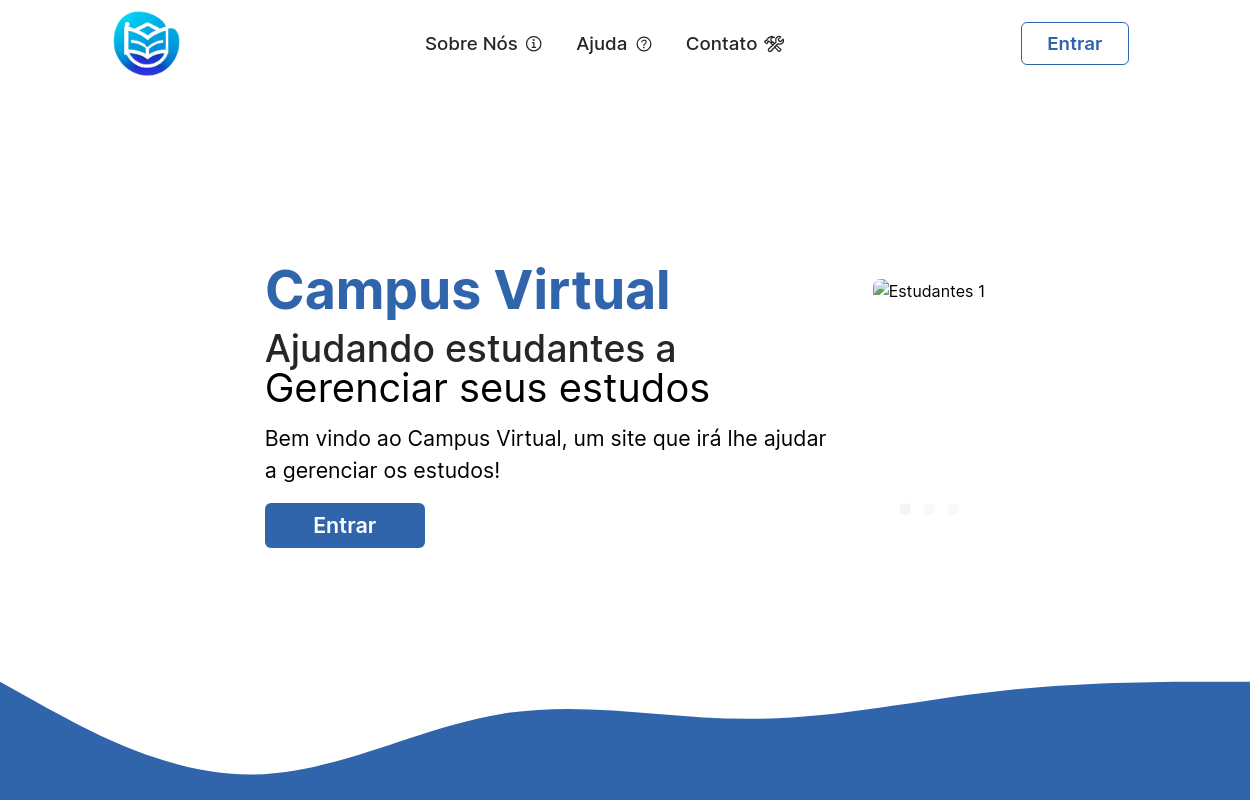 Sobre Nós
Ajuda
Contato
Entrar
Campus Virtual
Ajudando estudantes a
Gerenciar seus estudos
Bem vindo ao Campus Virtual, um site que irá lhe ajudar
a gerenciar os estudos!
Entrar
Estudantes 1